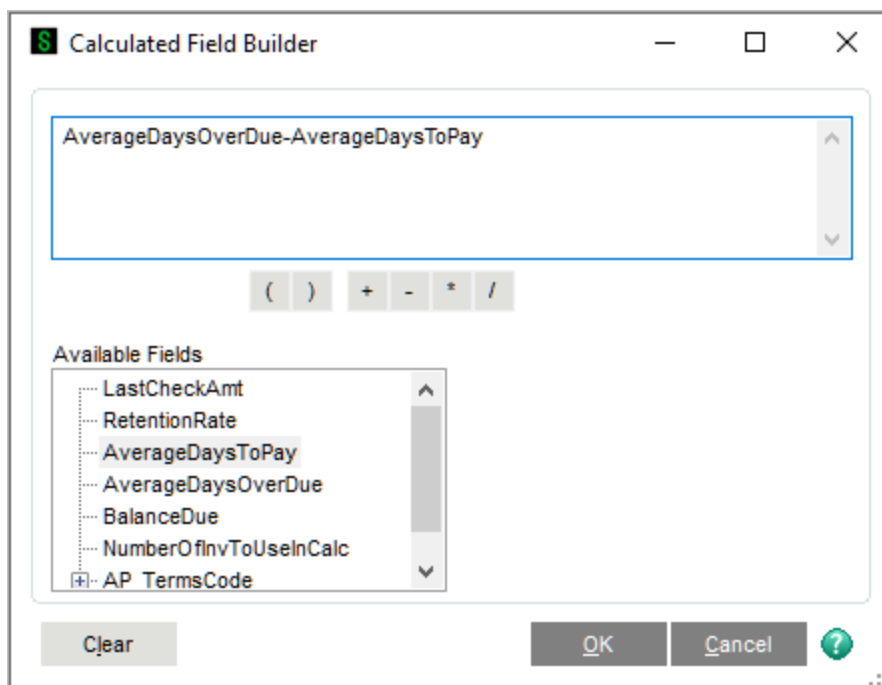 S Calculated Field Builder
AverageDaysOverDue-AverageDaysToPay
( ) + - * /
Available Fields
LastCheckAmt
RetentionRate
AverageDaysToPay
AverageDaysOverDue
BalanceDue
NumberOfInvToUseInCalc
AP_TermsCode
Clear OK Cancel ?